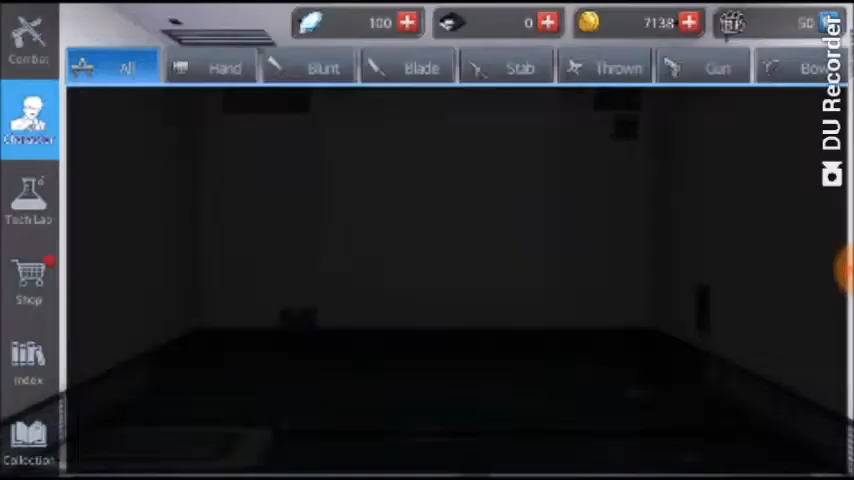 100
0
7138
50
Combat
All
Hand
Blunt
Blade
Stab
Thrown
Gun
Bow
Character
Tech Lab
Shop
Index
Collection
DU Recorder